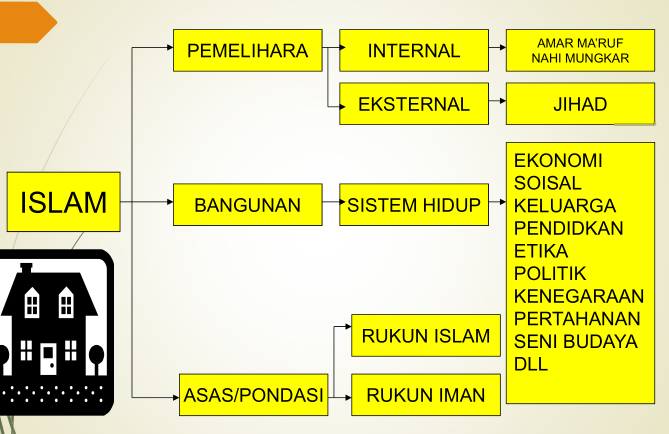 PEMELIHARA
INTERNAL
AMAR MA'RUF
NAHI MUNGKAR
EKSTERNAL
JIHAD
ISLAM
BANGUNAN
SISTEM HIDUP
EKONOMI
SOISAL
KELUARGA
PENDIDKAN
ETIKA
POLITIK
KENEGARAAN
PERTAHANAN
SENI BUDAYA
DLL
ASAS/PONDASI
RUKUN ISLAM
RUKUN IMAN